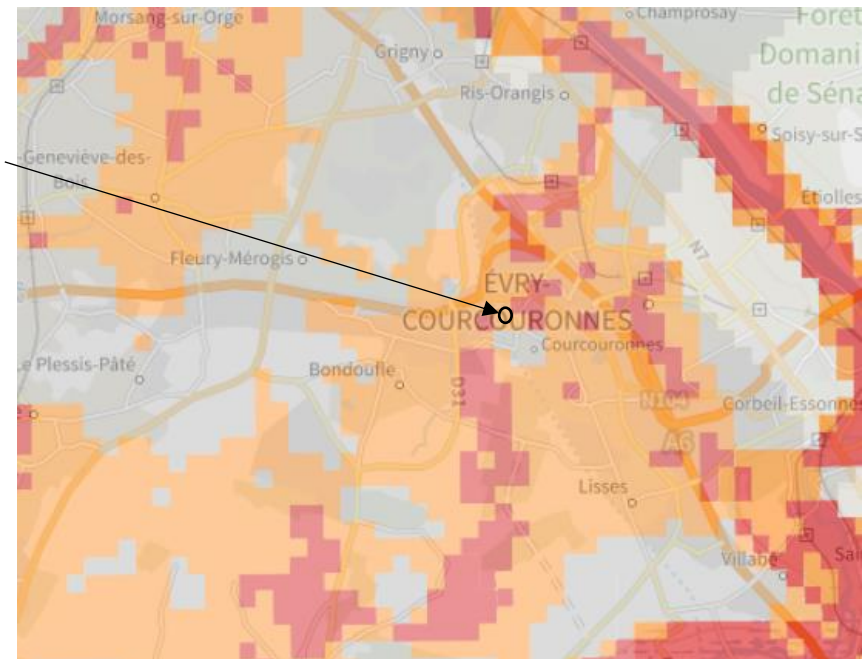 Morsang-sur-Orge
Champrosay
Forêt
Domani
de Séna
Grigny
Ris-Orangis
Soisy-sur-S
-Geneviève-des-
Bois
Étiolles
Fleury-Mérogis
N7
ÉVRY-
COURCOURONNES
Courcouronnes
Le Plessis-Pâté
Bondoufle
D31
N104
Corbeil-Essonnes
A6
Lisses
Villabé
Sai